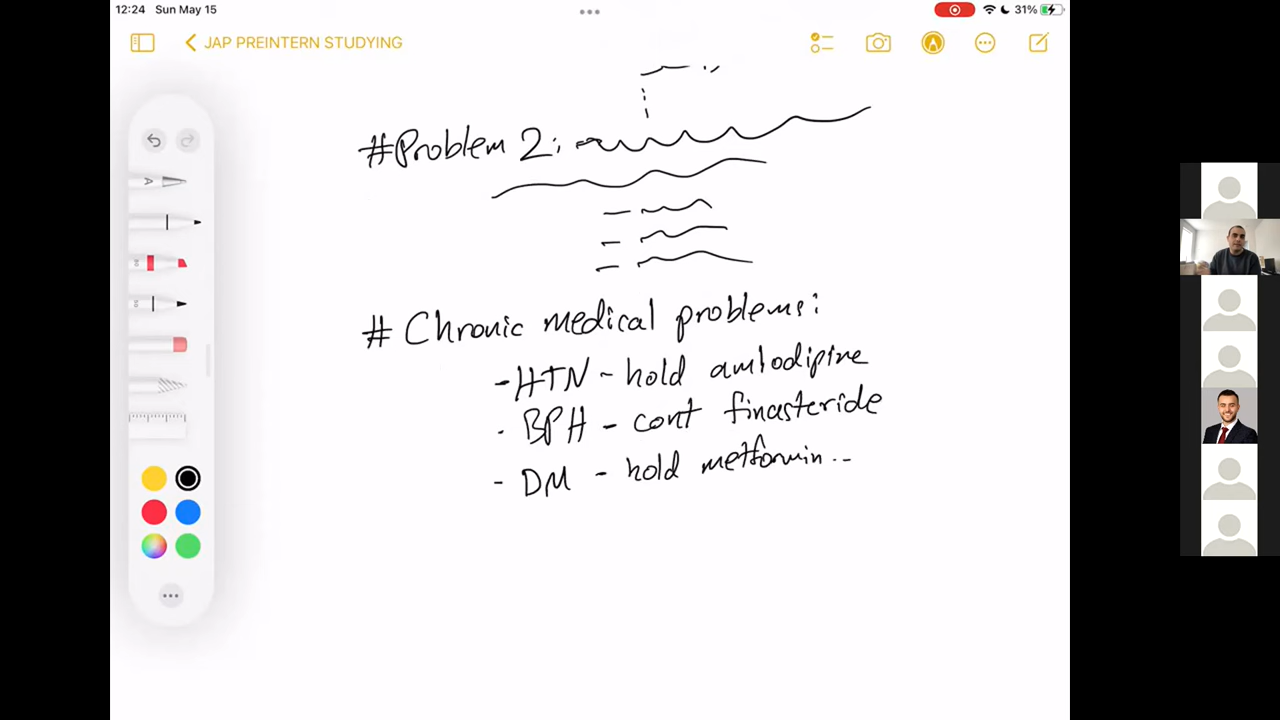 12:24 Sun May 15
31%
JAP PREINTERN STUDYING
#Problem 2:
# Chronic medical problems:
- HTN - hold amlodipine
- BPH - cont finasteride
- DM - hold metformin ..